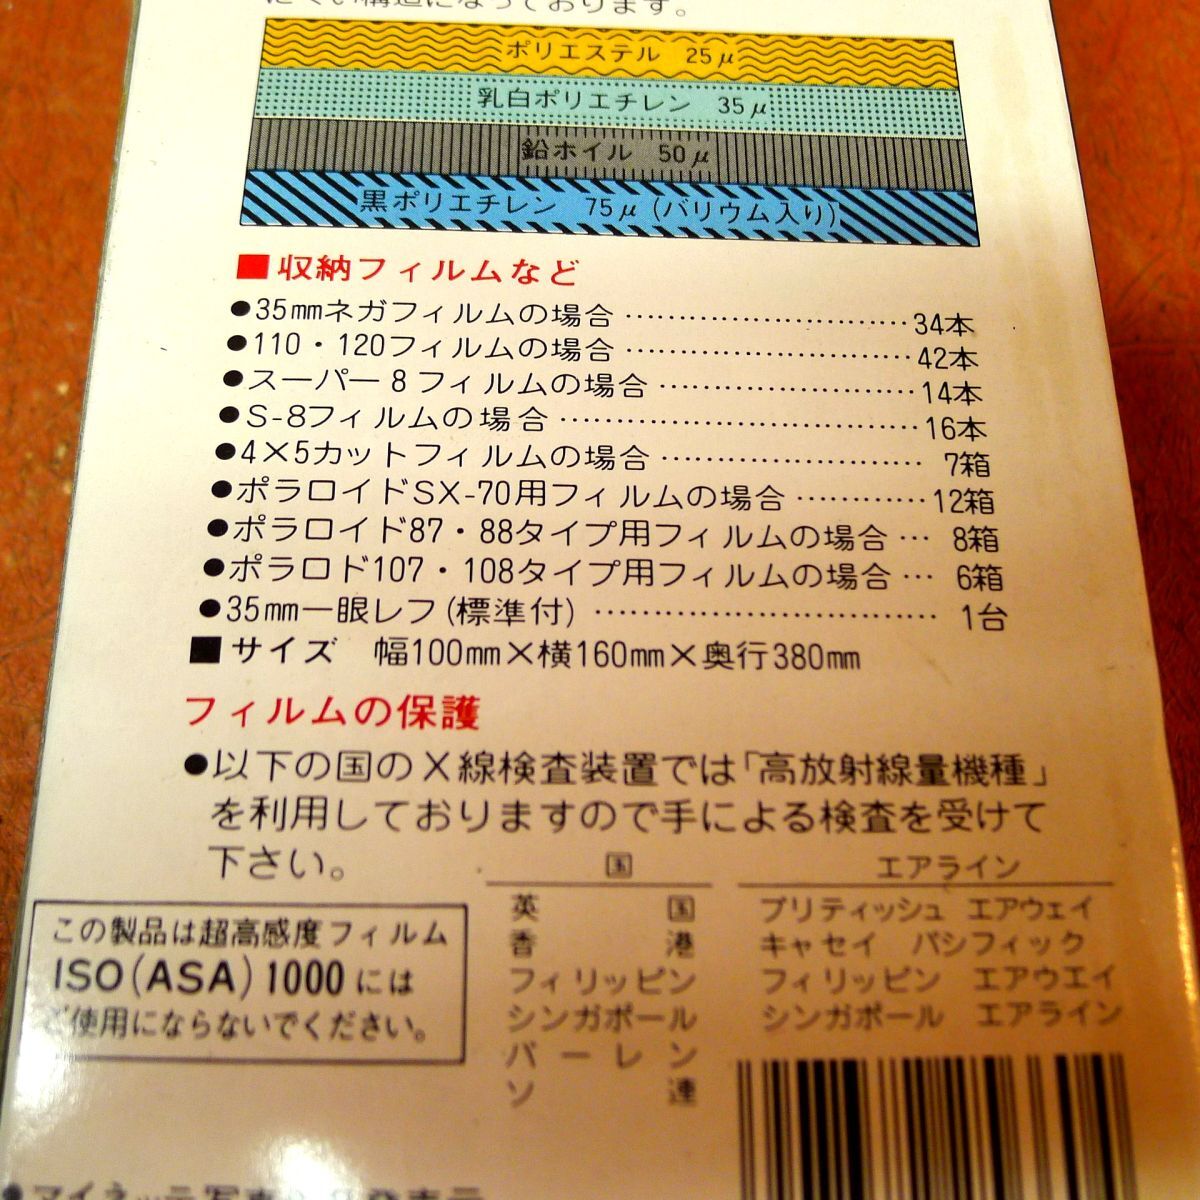 にくい構造になっております。
ポリエステル 25μ
乳白ポリエチレン 35μ
鉛ホイル 50μ
黒ポリエチレン 75μ(バリウム入り)
■収納フィルムなど
●35mmネガフィルムの場合 ………………………… 34本
●110・120フィルムの場合 ………………………… 42本
●スーパー8フィルムの場合 ……………………… 14本
●S-8フィルムの場合 ……………………………… 16本
●4×5カットフィルムの場合 ……………………… 7箱
●ポラロイドSX-70用フィルムの場合 ………… 12箱
●ポラロイド87・88タイプ用フィルムの場合 … 8箱
●ポラロド107・108タイプ用フィルムの場合 … 6箱
●35mm一眼レフ(標準付) ……………………………… 1台
■サイズ 幅100mm×横160mm×奥行380mm
フィルムの保護
●以下の国のX線検査装置では「高放射線量機種」
を利用しておりますので手による検査を受けて
下さい。
国 エアライン
英国 ブリティッシュ エアウェイ
香港 キャセイ パシフィック
フィリッピン フィリッピン エアウエイ
シンガポール シンガポール エアライン
バーレン
ソ連
この製品は超高感度フィルム
ISO(ASA)1000には
ご使用にならないでください。